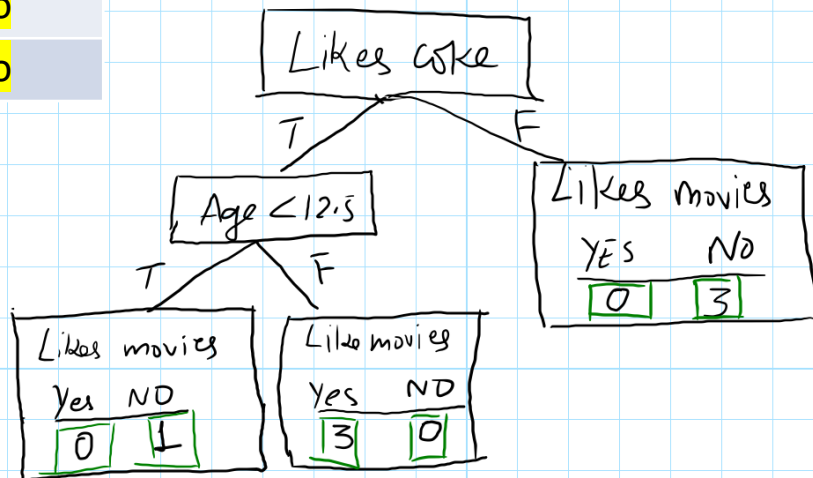 o
o
Likes coke
T F
Age <12.5
Likes movies
YES NO
0 3
T F
Likes movies
Yes NO
0 1
Like movies
Yes NO
3 0